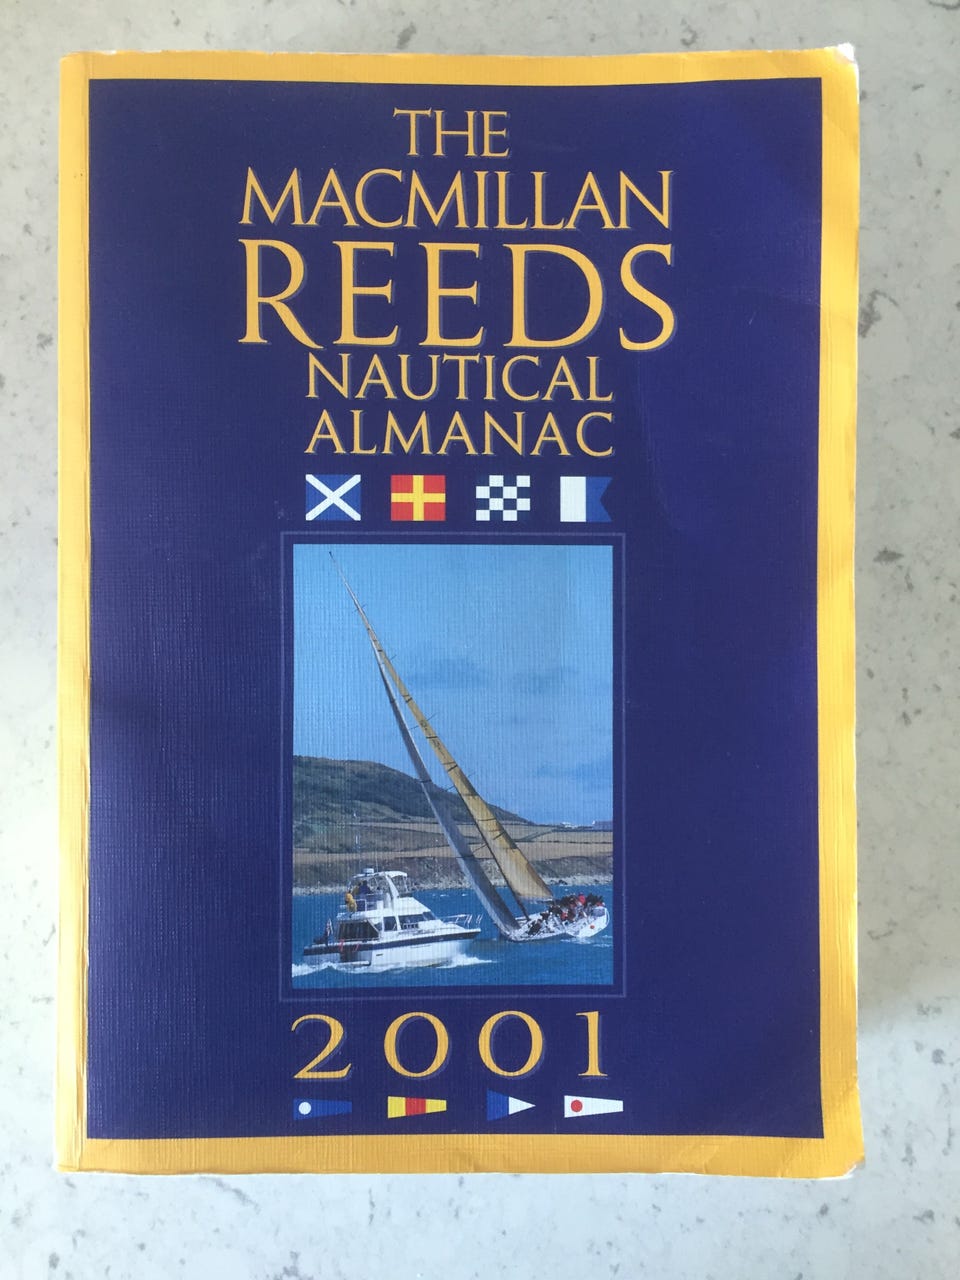 THE
MACMILLAN
REEDS
NAUTICAL
ALMANAC
2001